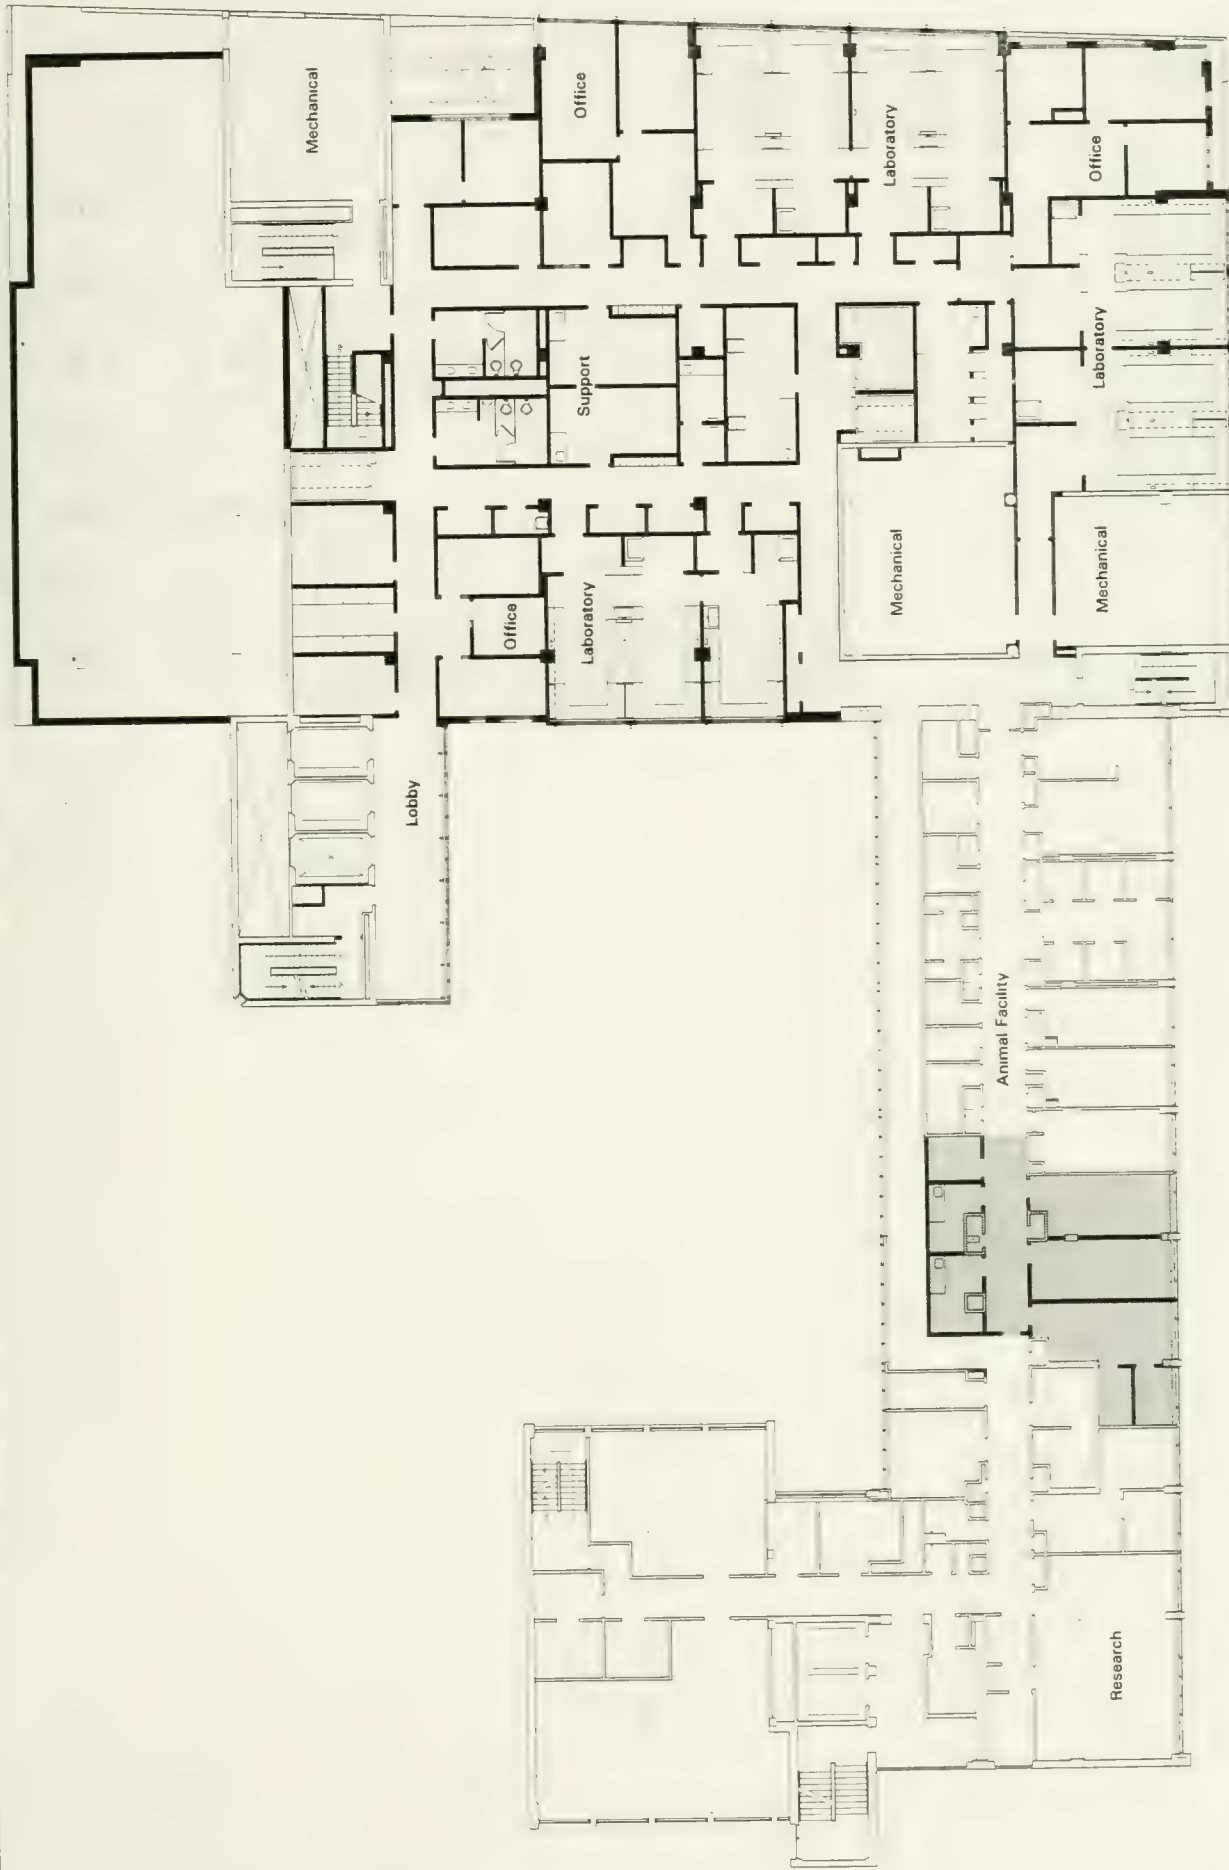 Mechanical
Office
Laboratory
Office
Support
Laboratory
Office
Laboratory
Mechanical
Mechanical
Lobby
Animal Facility
Research